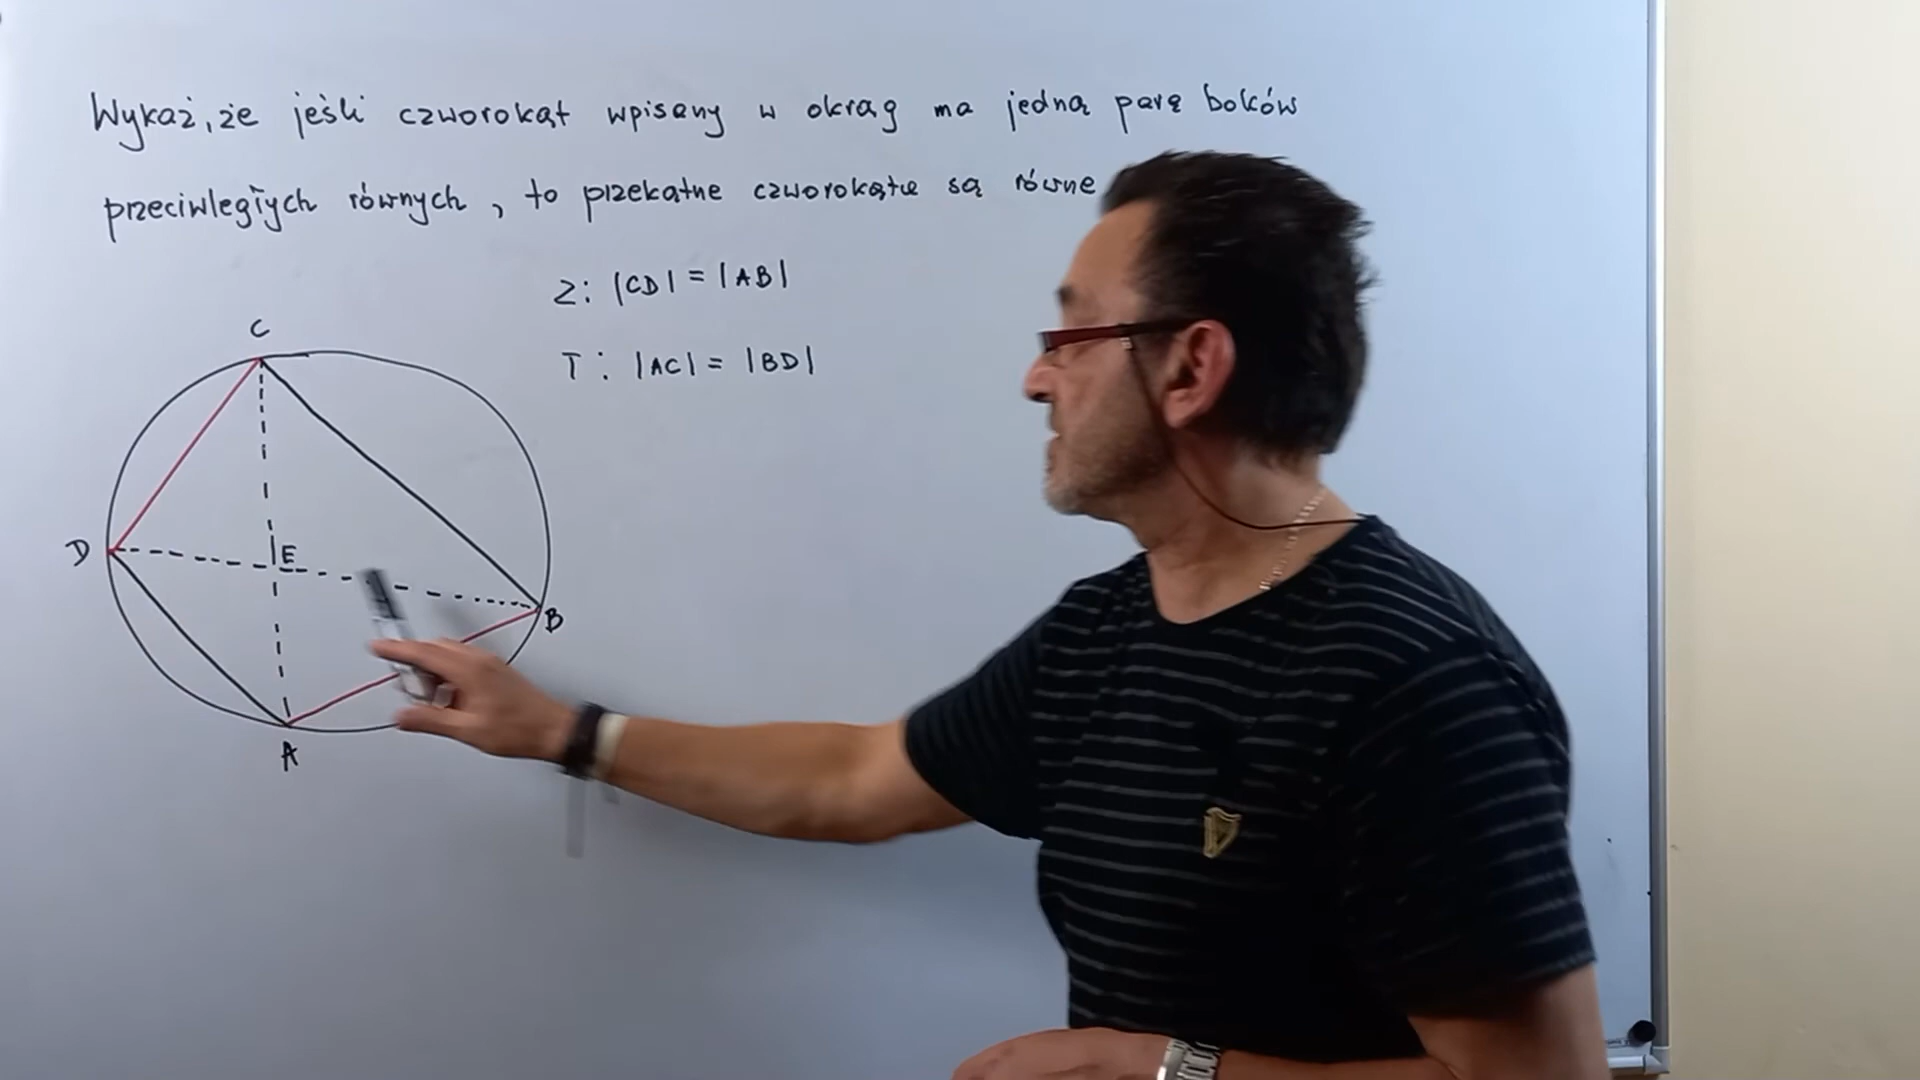 Wykaż, że jeśli czworokąt wpisany w okrąg ma jedną parę boków
przeciwległych równych, to przekątne czworokąta są równe
Z: |CD| = |AB|
T: |AC| = |BD|
C
D
E
B
A